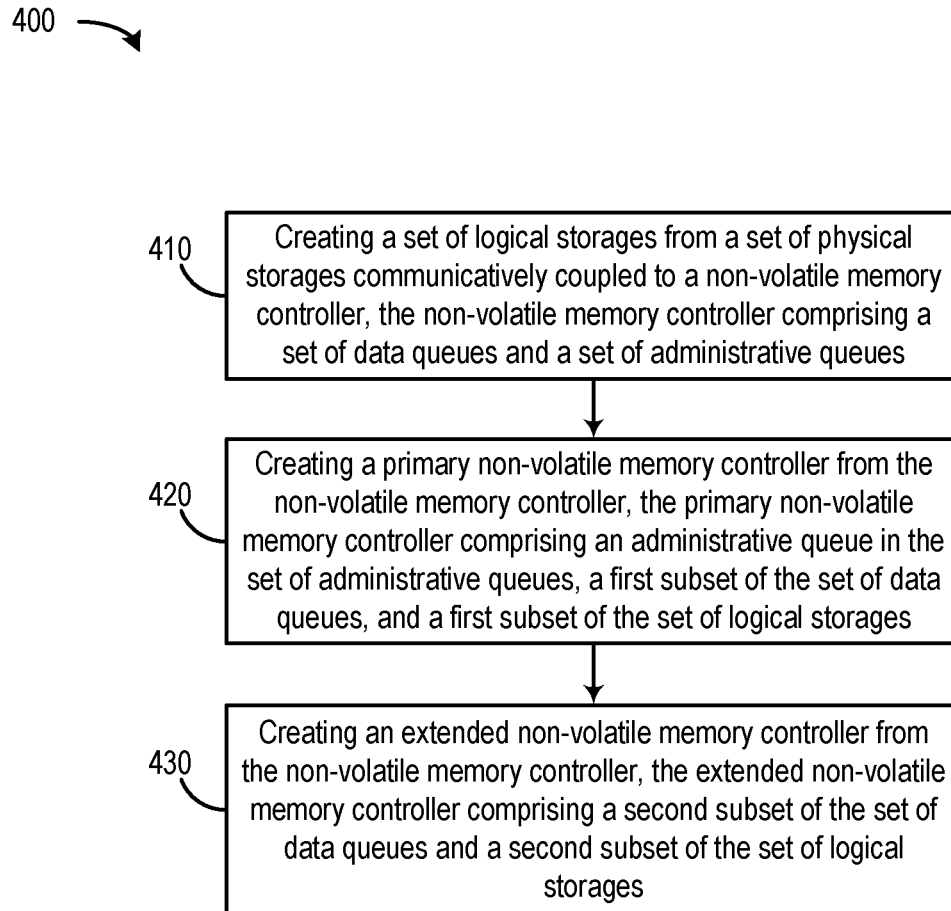 400
410
Creating a set of logical storages from a set of physical
storages communicatively coupled to a non-volatile memory
controller, the non-volatile memory controller comprising a
set of data queues and a set of administrative queues
420
Creating a primary non-volatile memory controller from the
non-volatile memory controller, the primary non-volatile
memory controller comprising an administrative queue in the
set of administrative queues, a first subset of the set of data
queues, and a first subset of the set of logical storages
430
Creating an extended non-volatile memory controller from
the non-volatile memory controller, the extended non-volatile
memory controller comprising a second subset of the set of
data queues and a second subset of the set of logical
storages